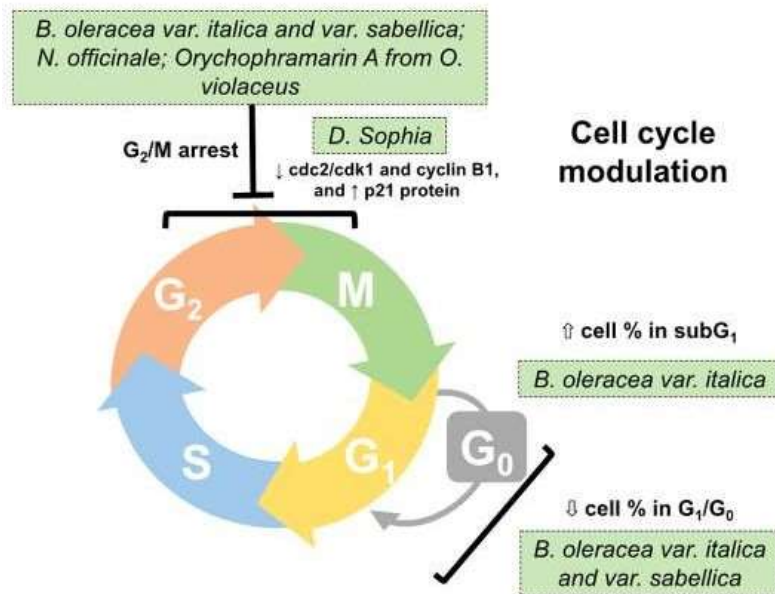 B. oleracea var. italica and var. sabellica;
N. officinale; Orychophramarin A from O.
violaceus
G₂/M arrest
D. Sophia
↓ cdc2/cdk1 and cyclin B1,
and ↑ p21 protein
Cell cycle
modulation
G₂
M
S
G₁
G₀
⇧ cell % in subG₁
B. oleracea var. italica
⇩ cell % in G₁/G₀
B. oleracea var. italica
and var. sabellica